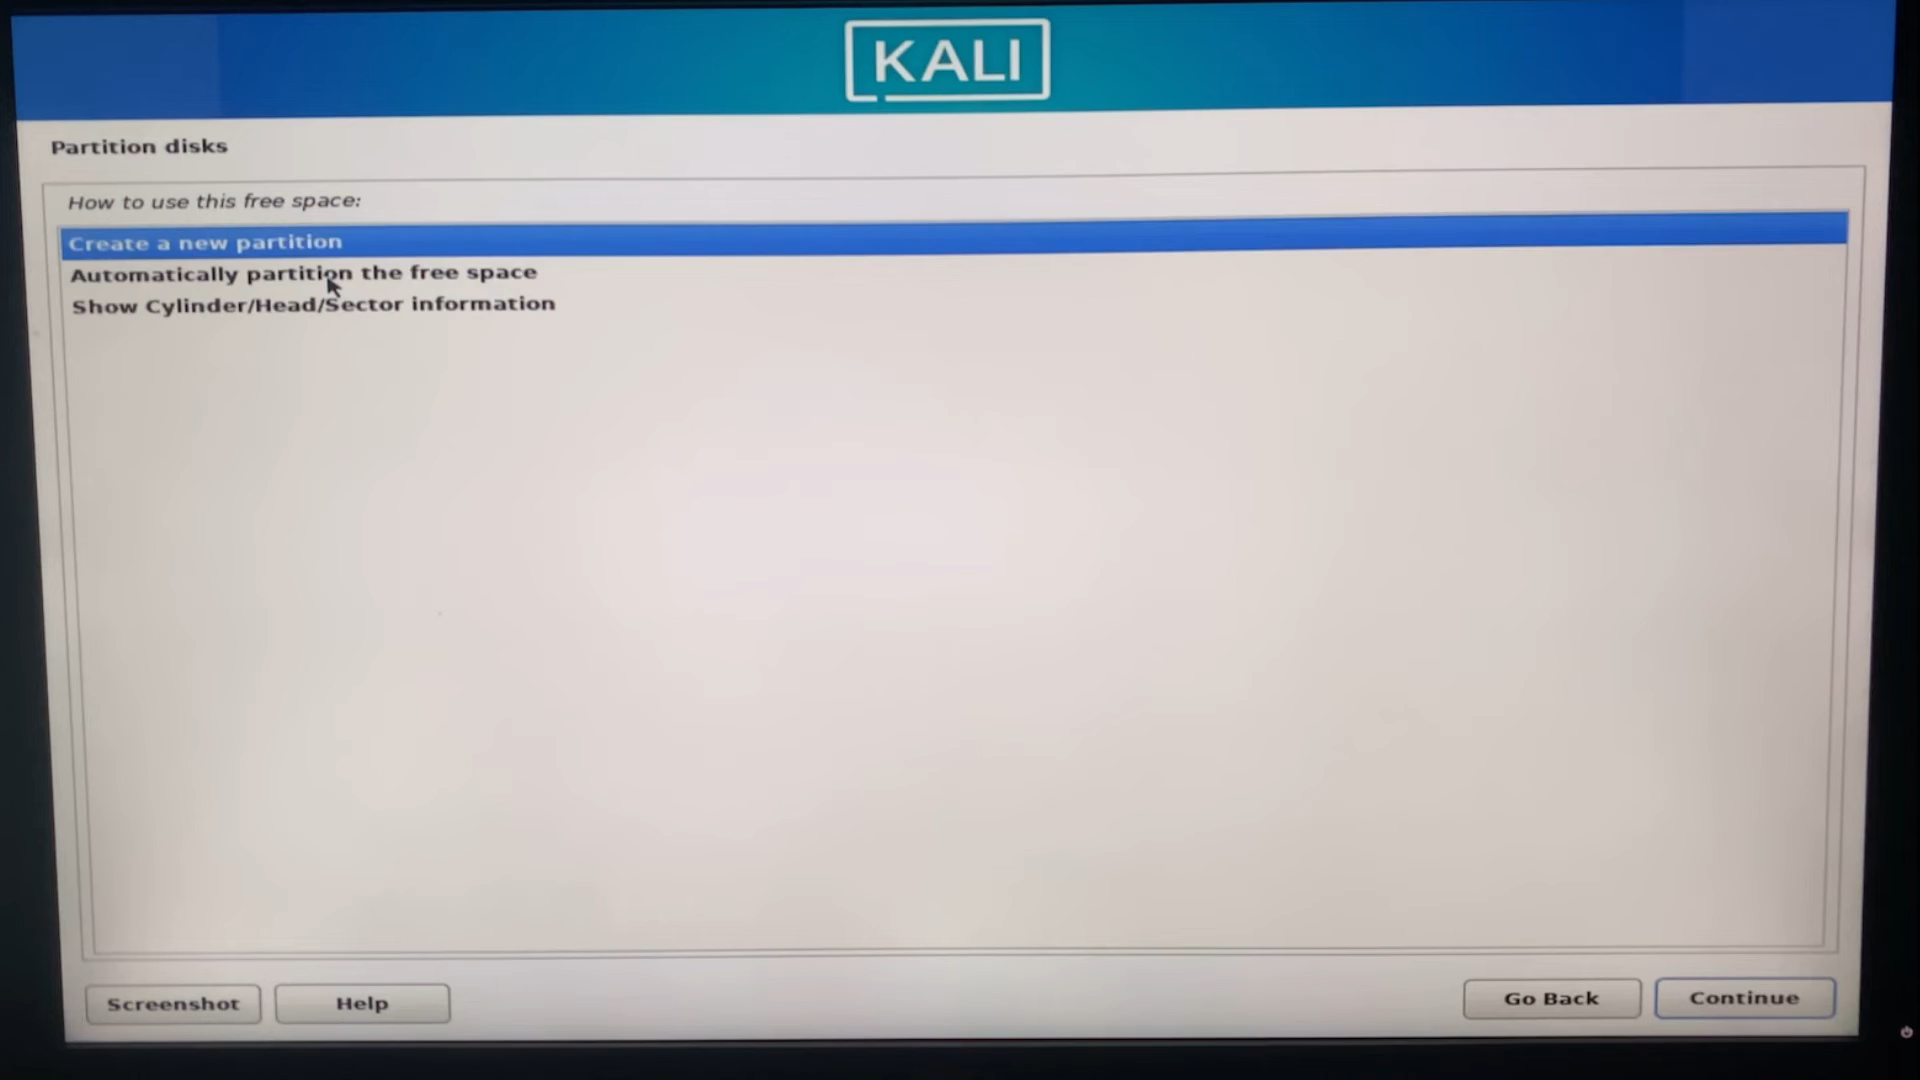 KALI
Partition disks
How to use this free space:
Create a new partition
Automatically partition the free space
Show Cylinder/Head/Sector information
Screenshot
Help
Go Back
Continue